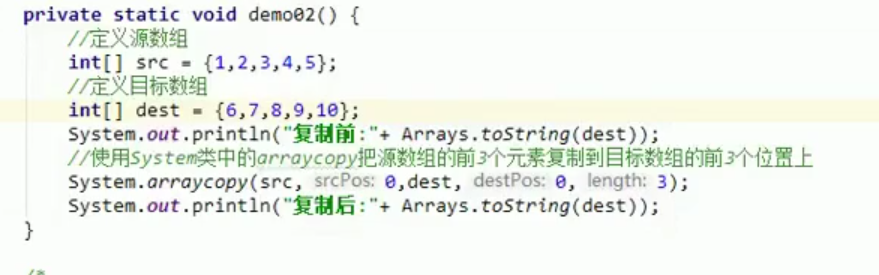 private static void demo02() {
//定义源数组
int[] src = {1,2,3,4,5};
//定义目标数组
int[] dest = {6,7,8,9,10};
System.out.println("复制前:"+ Arrays.toString(dest));
//使用System类中的arraycopy把源数组的前3个元素复制到目标数组的前3个位置上
System.arraycopy(src, srcPos: 0,dest, destPos: 0, length: 3);
System.out.println("复制后:"+ Arrays.toString(dest));
}
/*